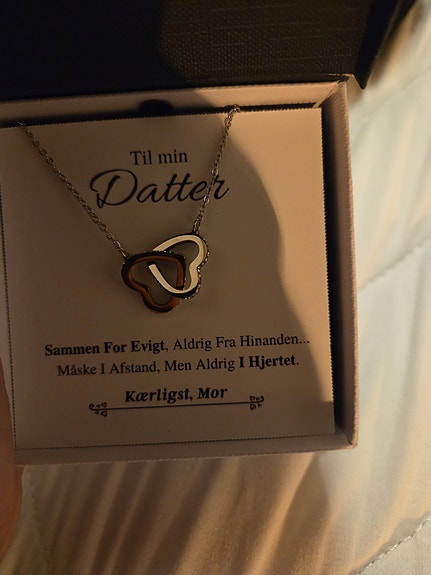 Til min
Datter
Sammen For Evigt, Aldrig Fra Hinanden...
Måske I Afstand, Men Aldrig I Hjertet.
Kærligst, Mor